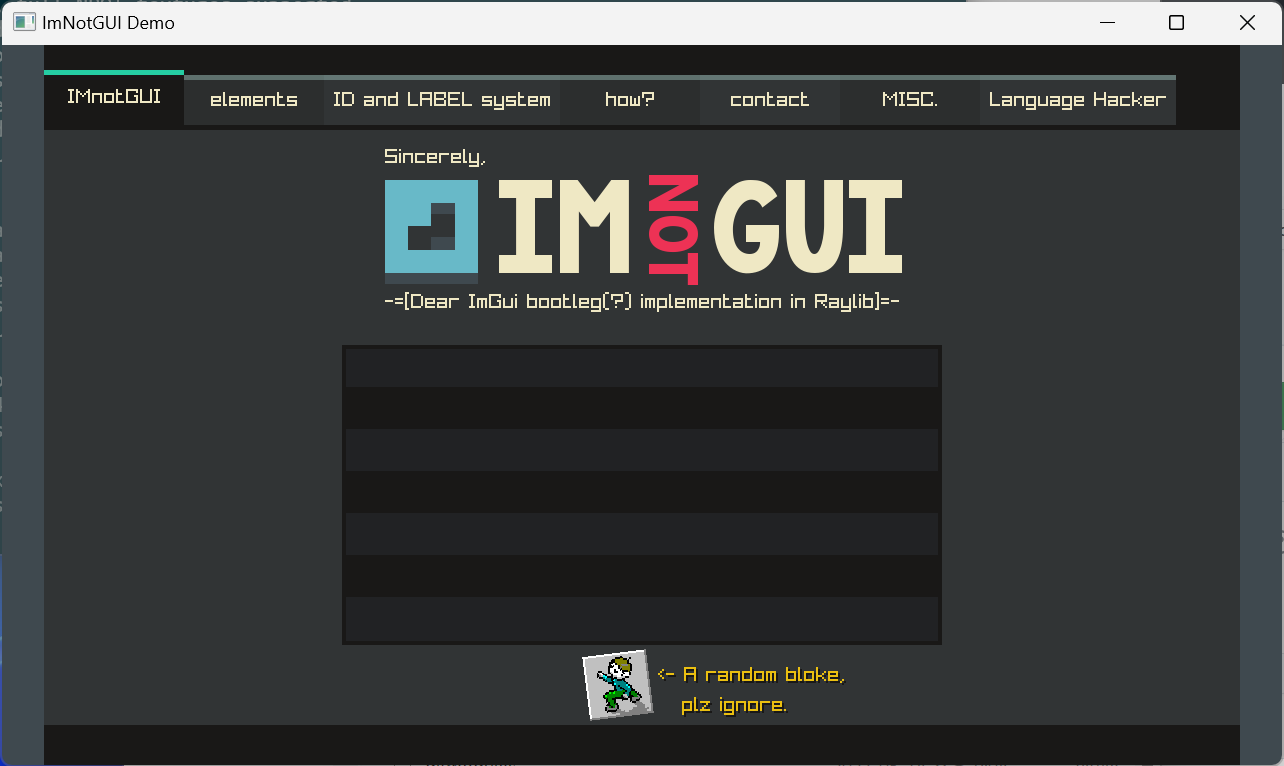 ImNotGUI Demo
IMnotGUI elements ID and LABEL system how? contact MISC. Language Hacker
Sincerely,
IM NOT GUI
-=[Dear ImGui bootleg(?) implementation in Raylib]=-
<- A random bloke,
plz ignore.